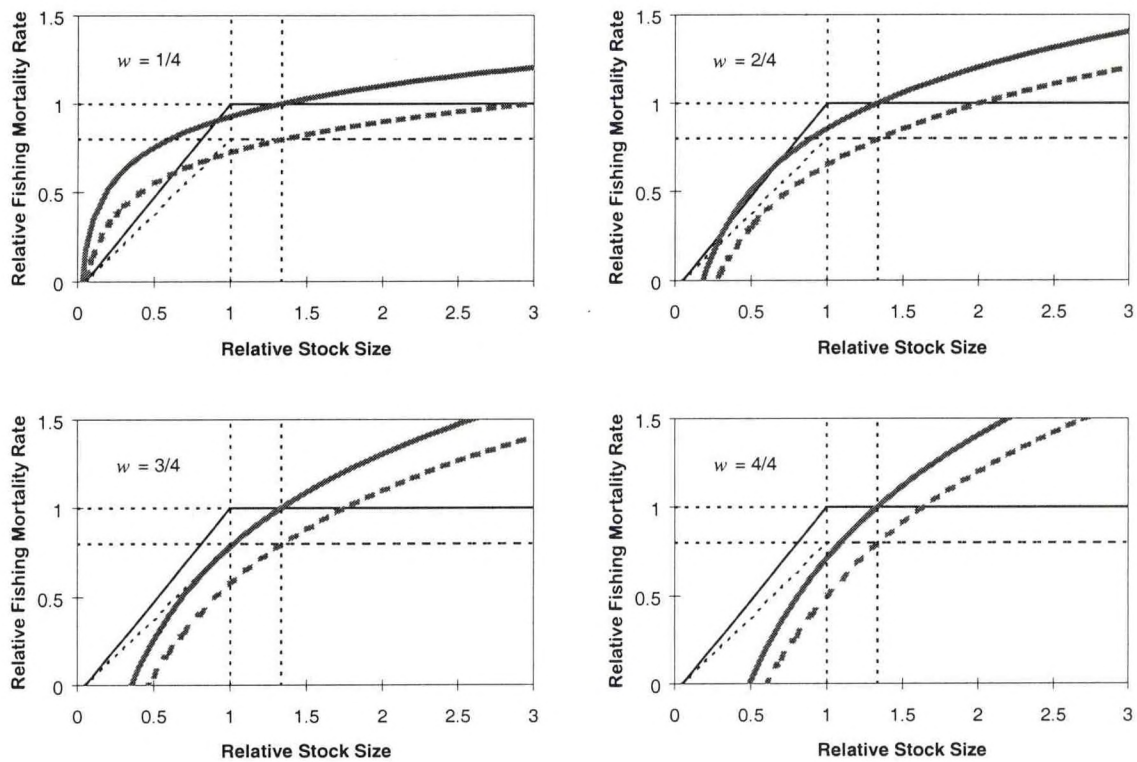 Relative Fishing Mortality Rate
1.5
1
0.5
0
w = 1/4
0 0.5 1 1.5 2 2.5 3
Relative Stock Size
Relative Fishing Mortality Rate
1.5
1
0.5
0
w = 2/4
0 0.5 1 1.5 2 2.5 3
Relative Stock Size
Relative Fishing Mortality Rate
1.5
1
0.5
0
w = 3/4
0 0.5 1 1.5 2 2.5 3
Relative Stock Size
Relative Fishing Mortality Rate
1.5
1
0.5
0
w = 4/4
0 0.5 1 1.5 2 2.5 3
Relative Stock Size